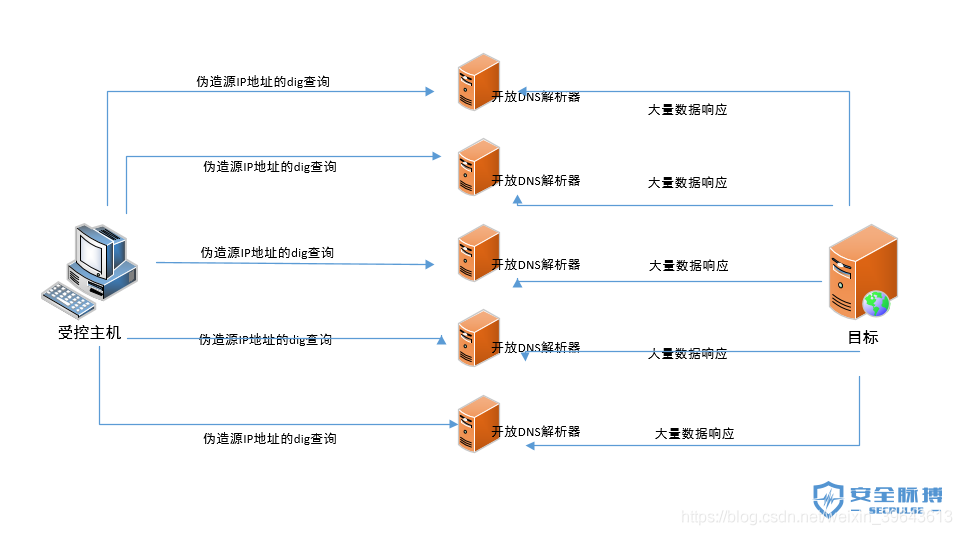 伪造源IP地址的dig查询
开放DNS解析器
大量数据响应
伪造源IP地址的dig查询
开放DNS解析器
大量数据响应
伪造源IP地址的dig查询
开放DNS解析器
大量数据响应
受控主机
伪造源IP地址的dig查询
开放DNS解析器
大量数据响应
目标
伪造源IP地址的dig查询
开放DNS解析器
大量数据响应
安全脉搏
SECPULSE
https://blog.csdn.net/weixin_39643613